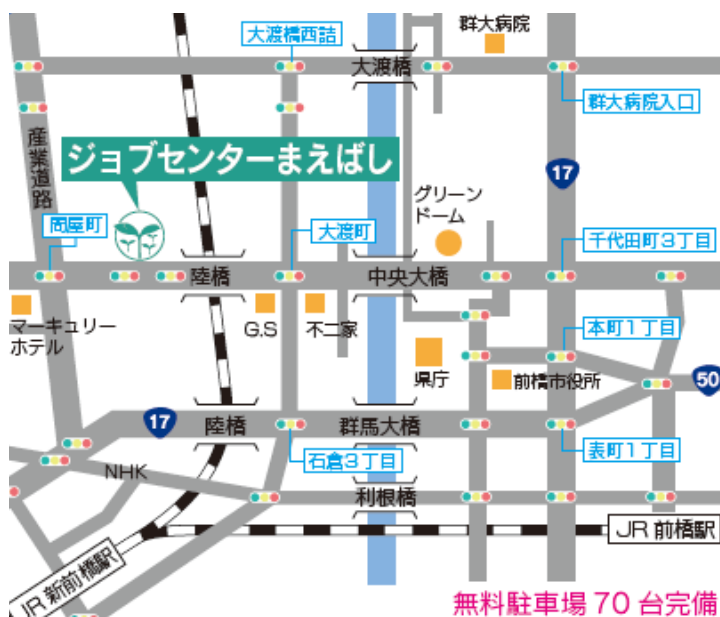 群大病院
大渡橋西詰
大渡橋
群大病院入口
産業道路
ジョブセンターまえばし
17
グリーン
ドーム
問屋町
大渡町
千代田町3丁目
陸橋
中央大橋
マーキュリー
ホテル
G.S
不二家
本町1丁目
県庁
前橋市役所
50
17
陸橋
群馬大橋
石倉3丁目
表町1丁目
NHK
利根橋
JR 前橋駅
JR 新前橋駅
無料駐車場 70 台完備